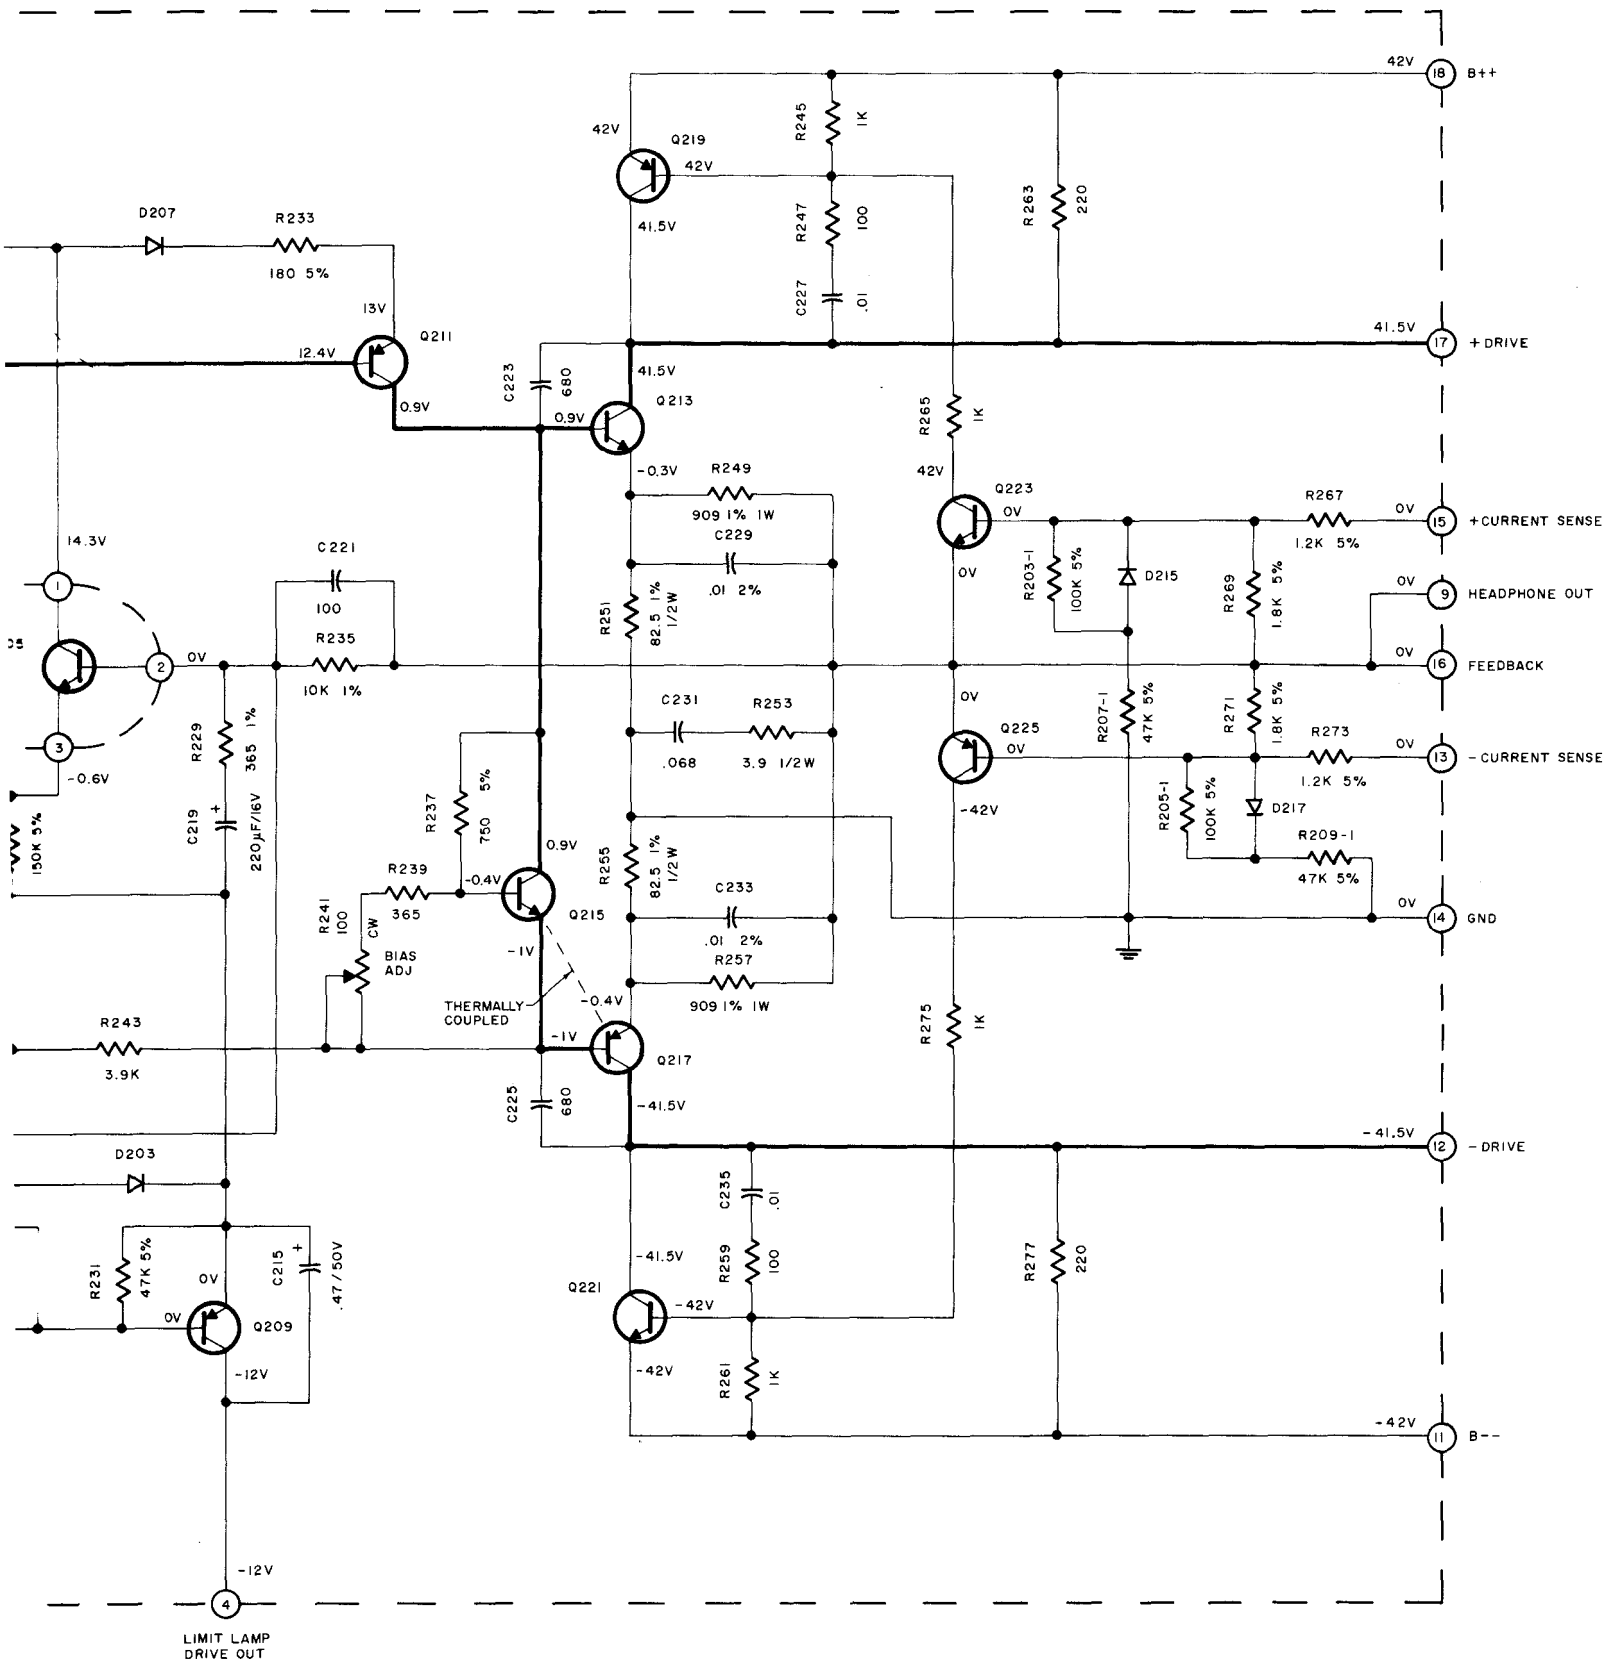 42V
18
B++
R245
1K
42V
Q219
42V
R263
220
D207
R233
180 5%
41.5V
R247
100
C227
.01
13V
Q211
12.4V
41.5V
17
+DRIVE
C223
680
41.5V
Q213
0.9V
0.9V
R265
1K
-0.3V
R249
909 1% 1W
42V
Q223
0V
R267
1.2K 5%
0V
15
+CURRENT SENSE
14.3V
C221
100
C229
.01 2%
0V
R203-1
100K 5%
D215
R269
1.8K 5%
0V
9
HEADPHONE OUT
1
R251
82.5 1%
1/2W
R235
10K 1%
2
0V
0V
16
FEEDBACK
3
-0.6V
R229
365 1%
C231
.068
R253
3.9 1/2W
0V
Q225
0V
R207-1
47K 5%
R271
1.8K 5%
R273
1.2K 5%
0V
13
-CURRENT SENSE
150K 5%
C219
+
220µF/16V
R237
750 5%
-42V
R205-1
100K 5%
D217
R209-1
47K 5%
0.9V
R255
82.5 1%
1/2W
R239
365
-0.4V
Q215
C233
.01 2%
R241
100
CW
BIAS
ADJ
-1V
0V
14
GND
R257
909 1% 1W
THERMALLY
COUPLED
-0.4V
R243
3.9K
-1V
Q217
R275
1K
C225
680
-41.5V
-41.5V
12
-DRIVE
D203
C235
.01
R231
47K 5%
C215
+
.47/50V
-41.5V
R259
100
R277
220
0V
0V
Q209
Q221
-42V
-12V
-42V
R261
1K
-42V
11
B--
-12V
4
LIMIT LAMP
DRIVE OUT